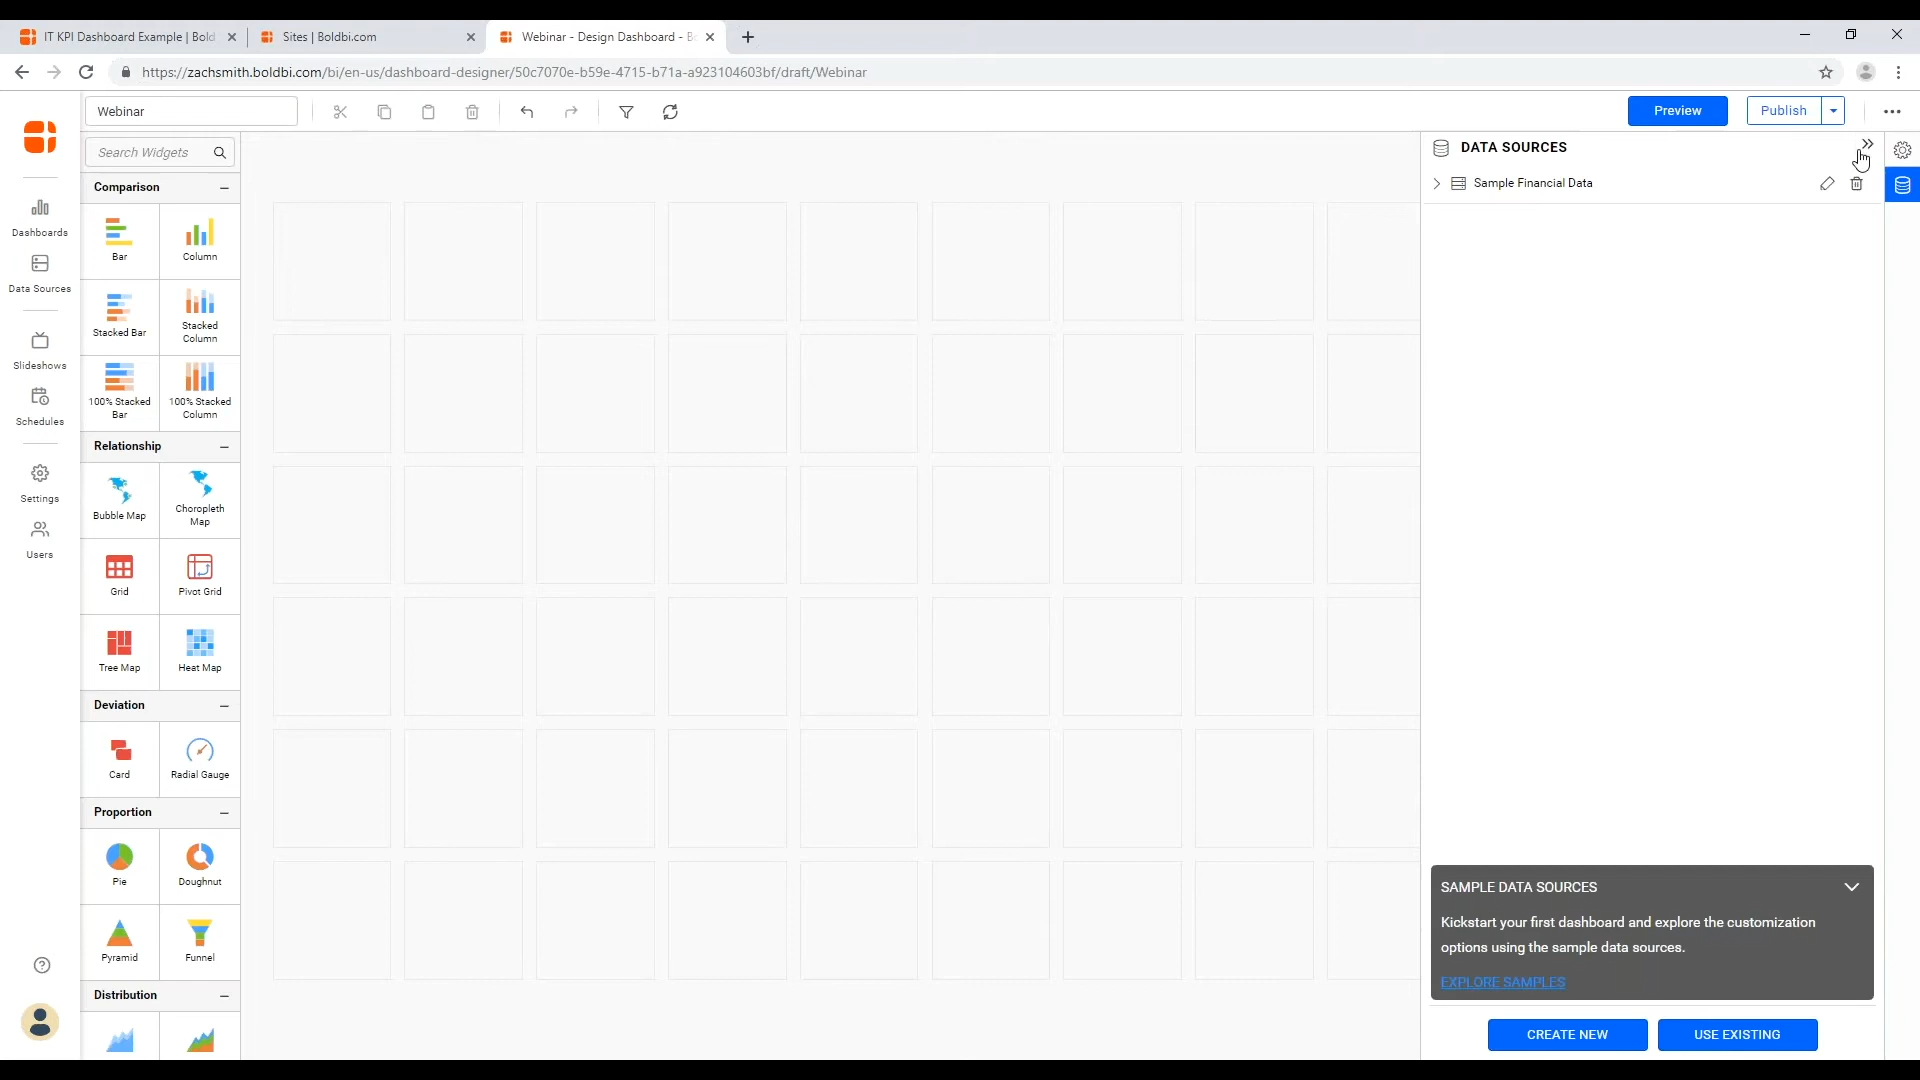 IT KPI Dashboard Example | Bold
Sites | Boldbi.com
Webinar - Design Dashboard - Bo
https://zachsmith.boldbi.com/bi/en-us/dashboard-designer/50c7070e-b59e-4715-b71a-a923104603bf/draft/Webinar
Webinar
Preview
Publish
Search Widgets
DATA SOURCES
Sample Financial Data
Dashboards
Data Sources
Slideshows
Schedules
Settings
Users
Comparison
Bar
Column
Stacked Bar
Stacked
Column
100% Stacked
Bar
100% Stacked
Column
Relationship
Bubble Map
Choropleth
Map
Grid
Pivot Grid
Tree Map
Heat Map
Deviation
Card
Radial Gauge
Proportion
Pie
Doughnut
Pyramid
Funnel
Distribution
SAMPLE DATA SOURCES
Kickstart your first dashboard and explore the customization
options using the sample data sources.
EXPLORE SAMPLES
CREATE NEW
USE EXISTING